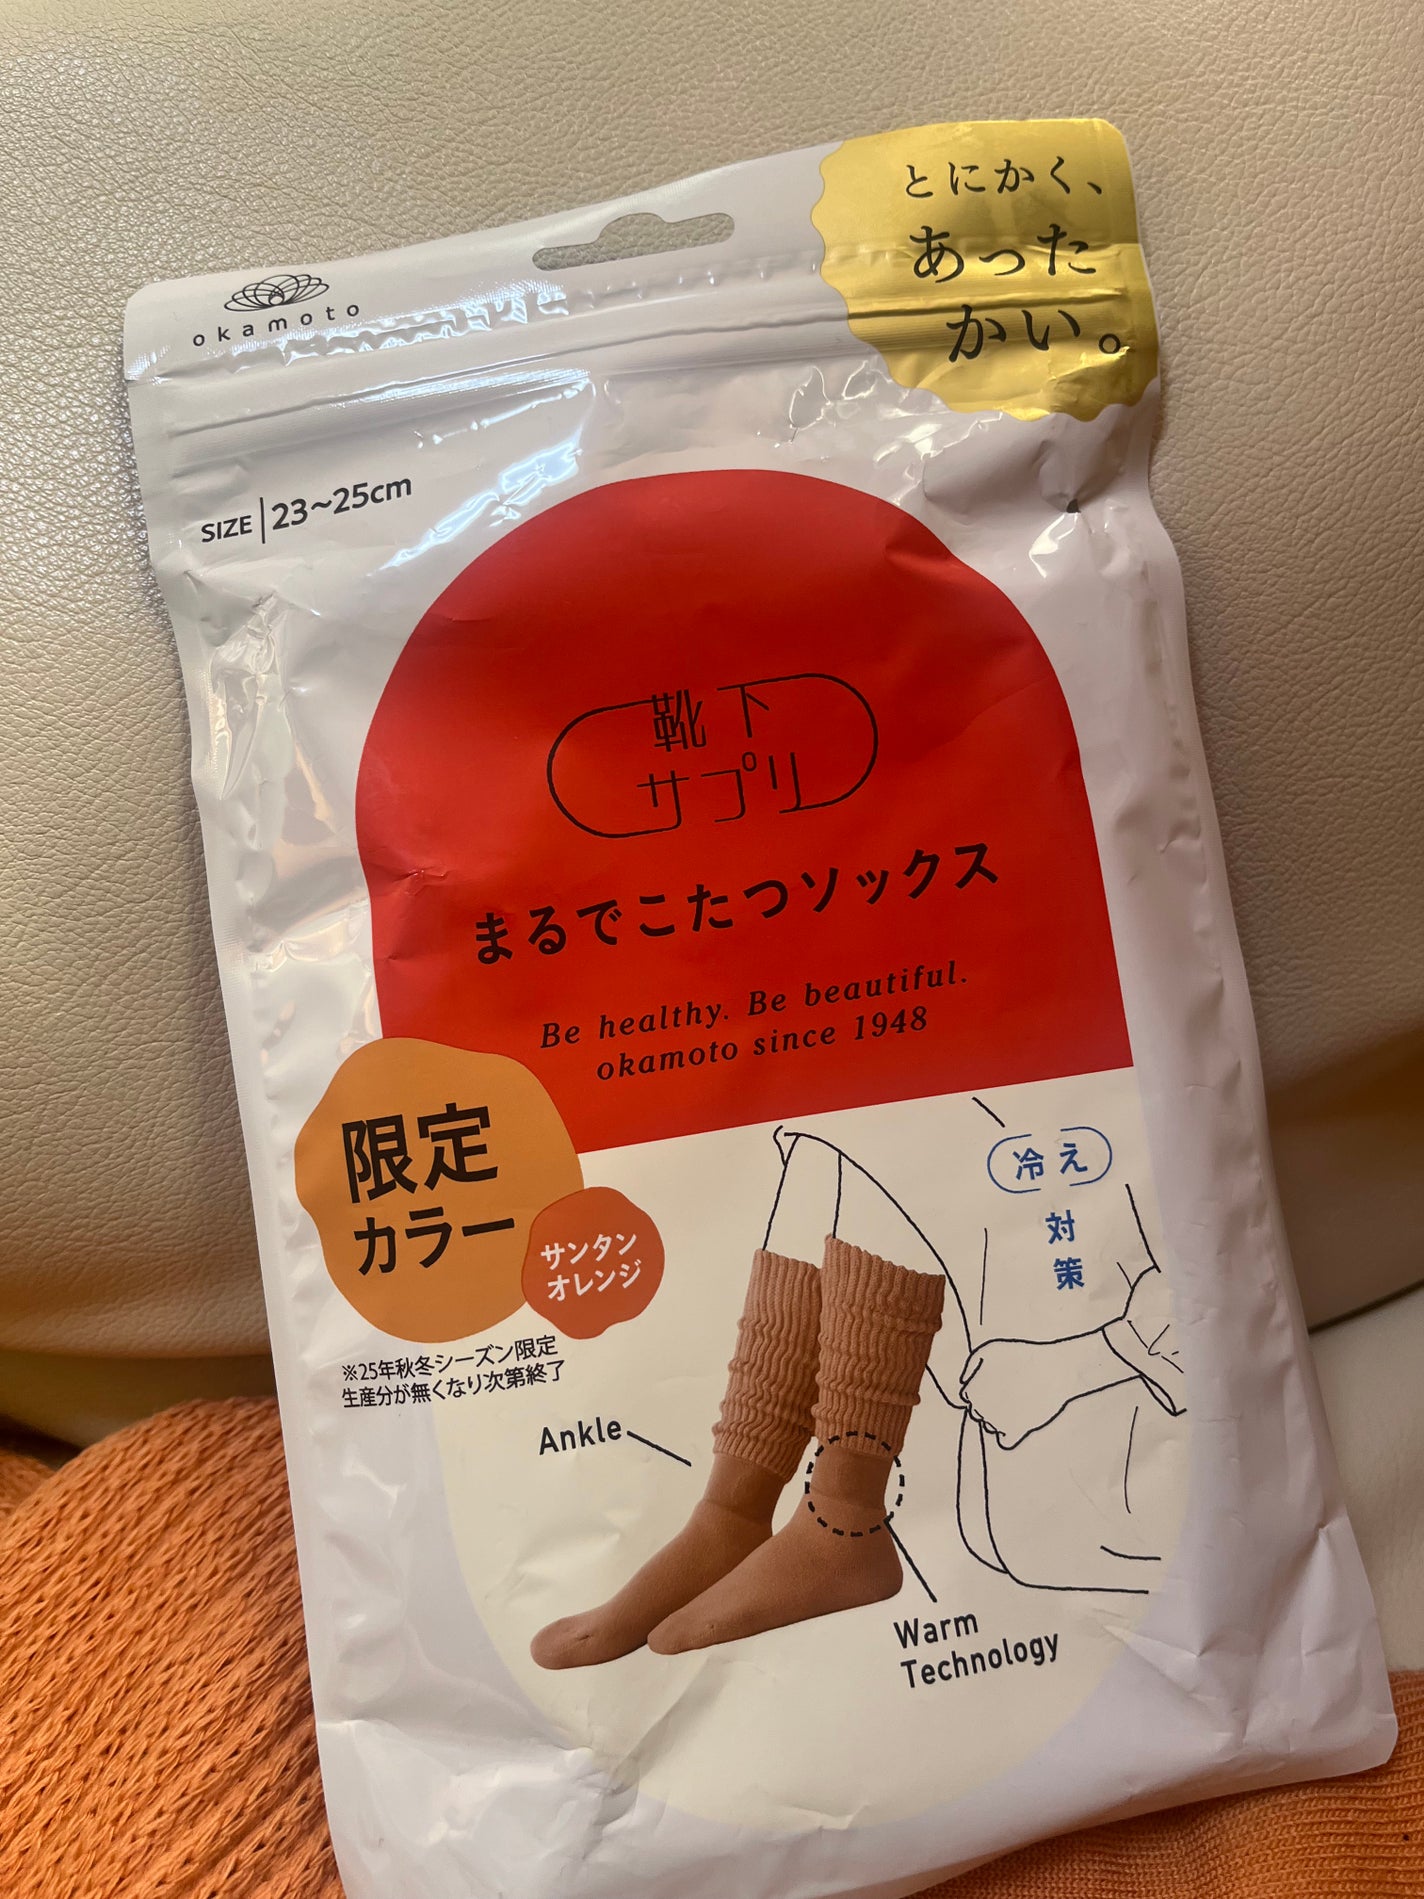 okamoto
とにかく、
あった
かい。
SIZE 23~25cm
靴下
サプリ
まるでこたつソックス
Be healthy. Be beautiful.
okamoto since 1948
限定
カラー
サンタン
オレンジ
※25年秋冬シーズン限定
生産分が無くなり次第終了
冷え
対
策
Ankle
Warm
Technology